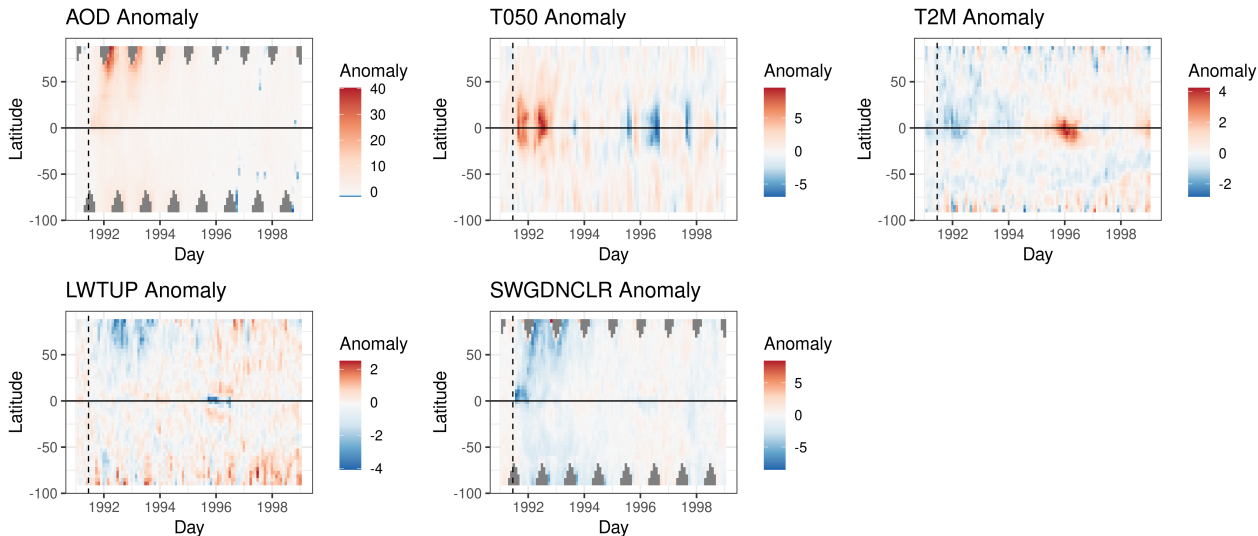 AOD Anomaly
Latitude
50
0
-50
-100
1992 1994 1996 1998
Day
Anomaly
40
30
20
10
0
T050 Anomaly
Latitude
50
0
-50
-100
1992 1994 1996 1998
Day
Anomaly
5
0
-5
T2M Anomaly
Latitude
50
0
-50
-100
1992 1994 1996 1998
Day
Anomaly
4
2
0
-2
LWTUP Anomaly
Latitude
50
0
-50
-100
1992 1994 1996 1998
Day
Anomaly
2
0
-2
-4
SWGDNCLR Anomaly
Latitude
50
0
-50
-100
1992 1994 1996 1998
Day
Anomaly
5
0
-5